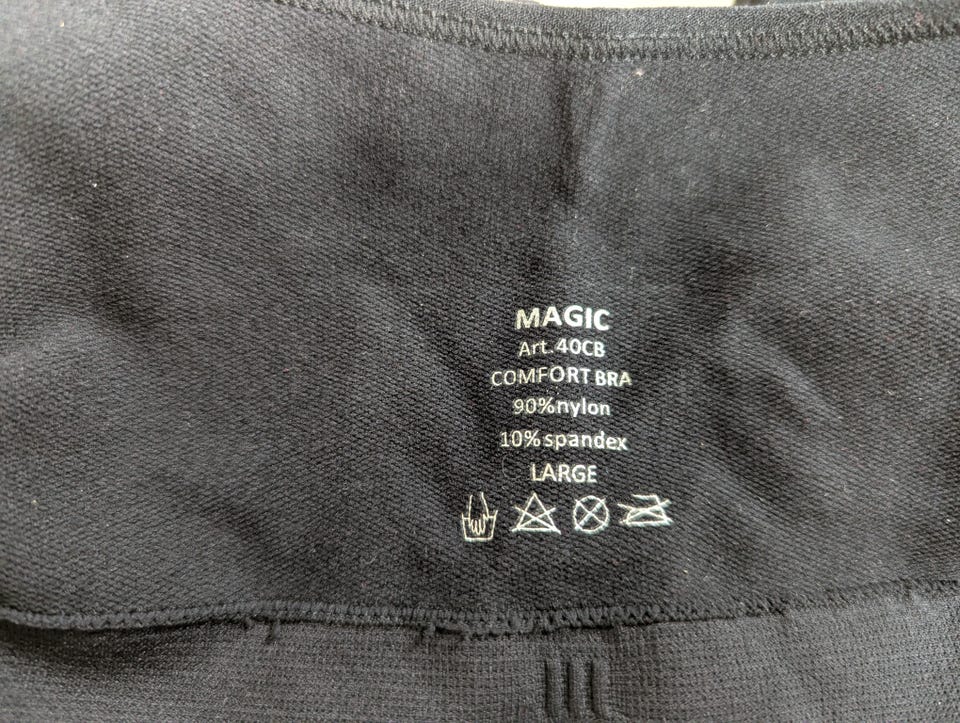 MAGIC
Art.40CB
COMFORT BRA
90%nylon
10%spandex
LARGE